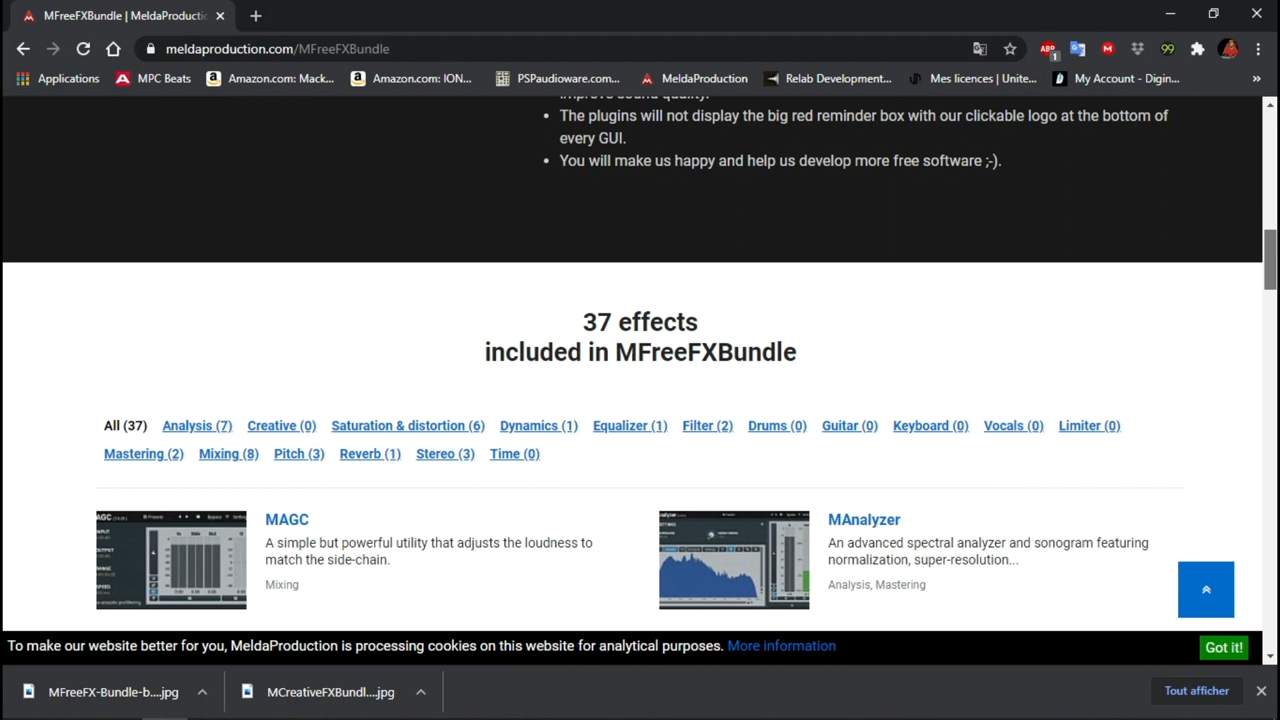 MFreeFXBundle | MeldaProductic
meldaproduction.com/MFreeFXBundle
Applications MPC Beats Amazon.com: Mack... Amazon.com: ION... PSPaudioware.com... MeldaProduction Relab Development... Mes licences | Unite... My Account - Digin... »
ABP 1 M 99
improve sound quality.
• The plugins will not display the big red reminder box with our clickable logo at the bottom of
every GUI.
• You will make us happy and help us develop more free software ;-).
37 effects
included in MFreeFXBundle
All (37) Analysis (7) Creative (0) Saturation & distortion (6) Dynamics (1) Equalizer (1) Filter (2) Drums (0) Guitar (0) Keyboard (0) Vocals (0) Limiter (0)
Mastering (2) Mixing (8) Pitch (3) Reverb (1) Stereo (3) Time (0)
MAGC
A simple but powerful utility that adjusts the loudness to
match the side-chain.
Mixing
MAnalyzer
An advanced spectral analyzer and sonogram featuring
normalization, super-resolution...
Analysis, Mastering
To make our website better for you, MeldaProduction is processing cookies on this website for analytical purposes. More information Got it!
MFreeFX-Bundle-b....jpg MCreativeFXBundl....jpg Tout afficher